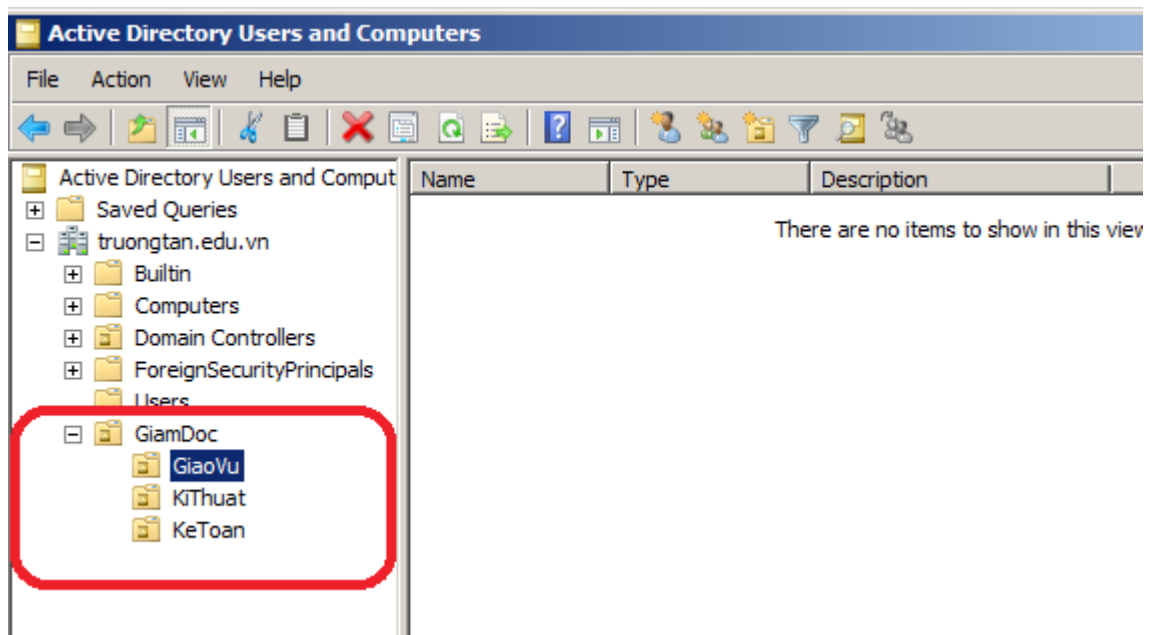 Active Directory Users and Computers
File Action View Help
Active Directory Users and Comput
Name Type Description
Saved Queries
There are no items to show in this view
truongtan.edu.vn
Builtin
Computers
Domain Controllers
ForeignSecurityPrincipals
Users
GiamDoc
GiaoVu
KiThuat
KeToan